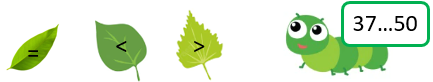 = < >
37...50